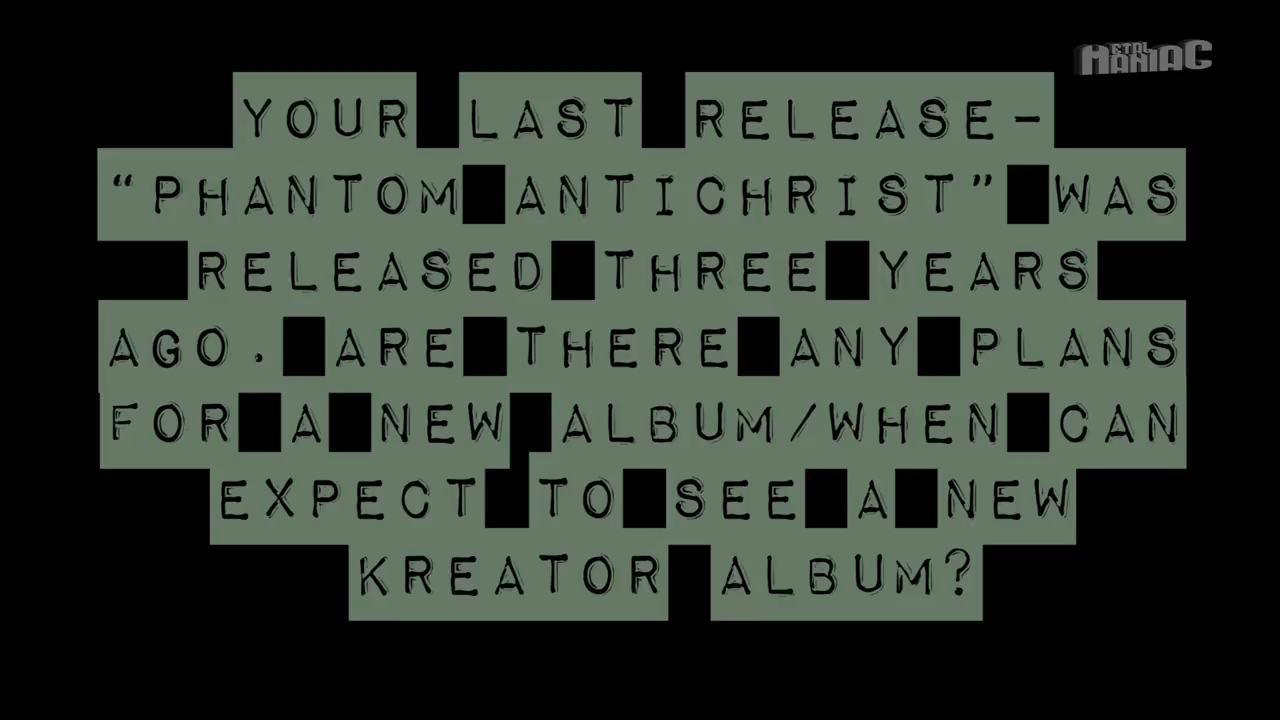 METAL MANIAC
YOUR LAST RELEASE-
“PHANTOM ANTICHRIST” WAS
RELEASED THREE YEARS
AGO. ARE THERE ANY PLANS
FOR A NEW ALBUM/WHEN CAN
EXPECT TO SEE A NEW
KREATOR ALBUM?